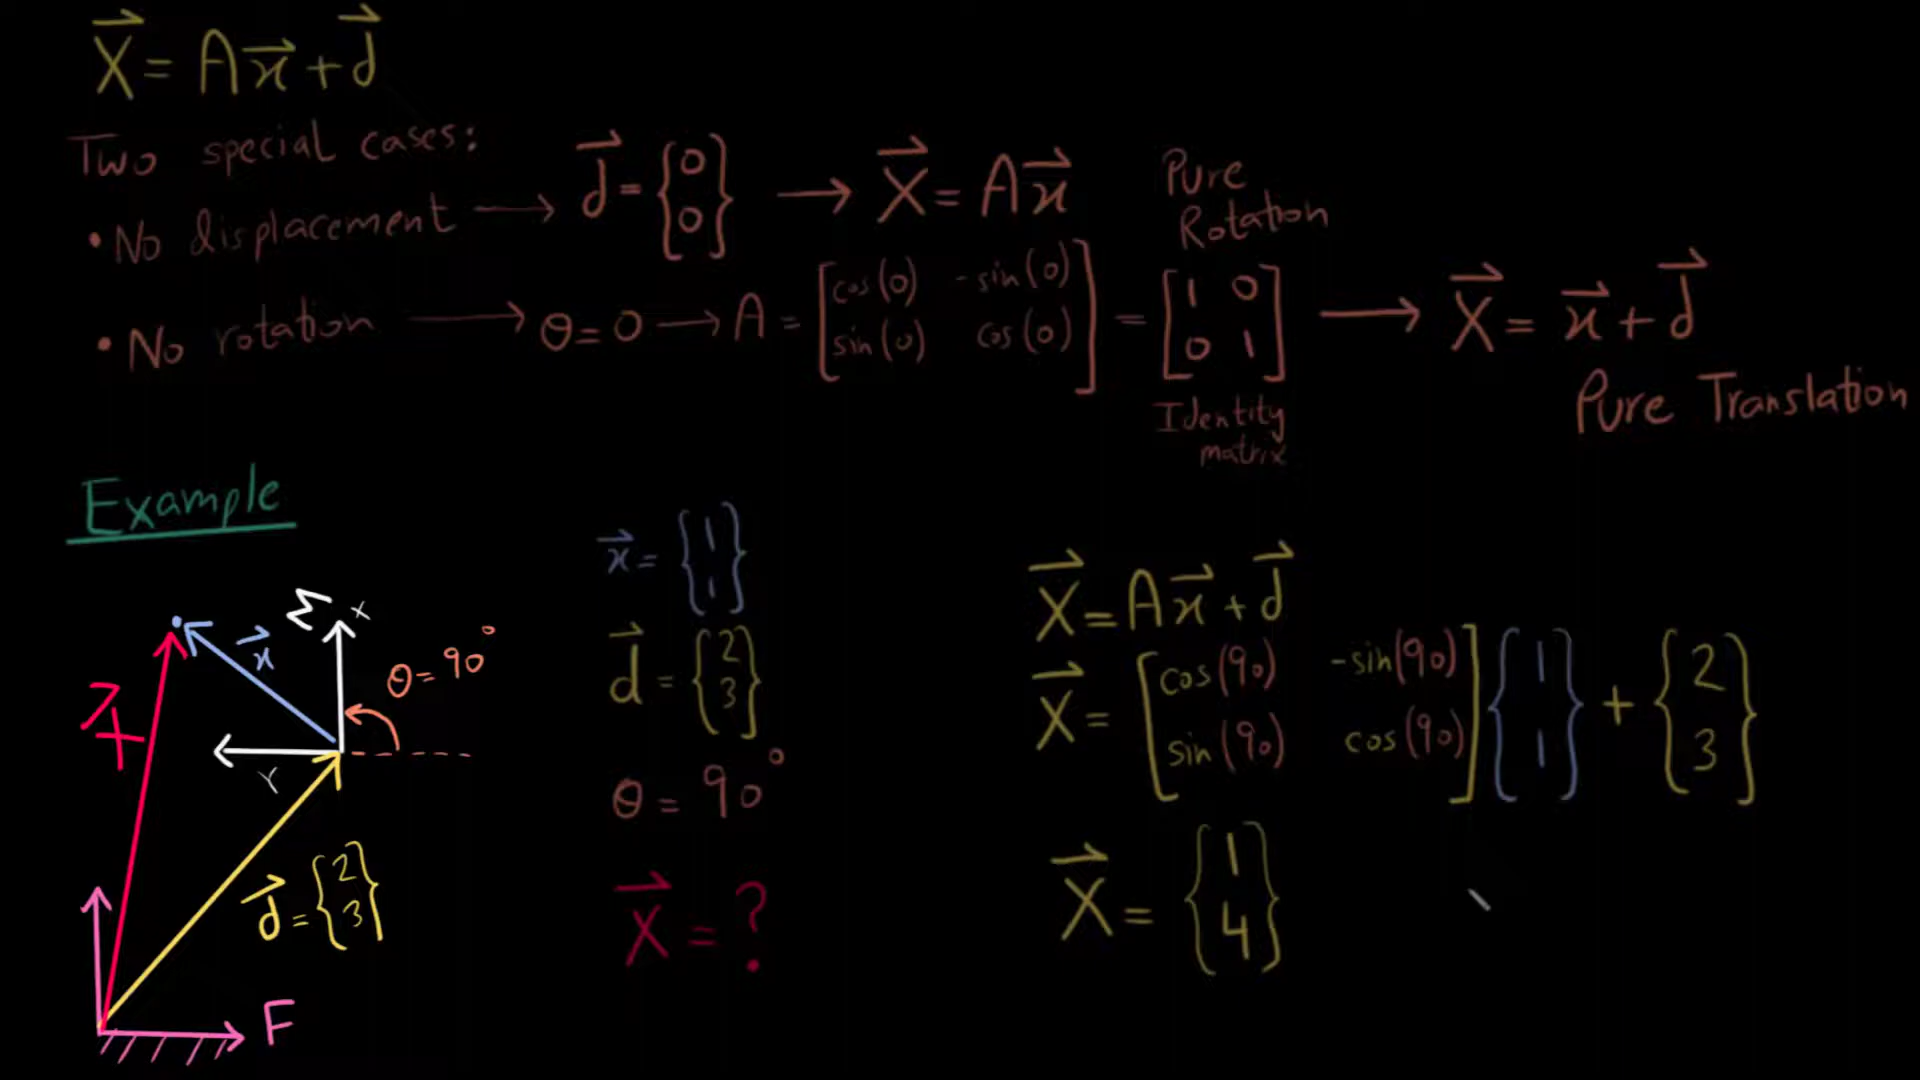 X⃗ = Ax⃗ + d⃗
Two special cases:
• No displacement → d⃗ = {0 0} → X⃗ = Ax⃗ Pure Rotation
• No rotation → θ = 0 → A = [cos(0) -sin(0) sin(0) cos(0)] = [1 0 0 1] → X⃗ = x⃗ + d⃗
Identity matrix
Pure Translation
Example
x⃗ = {1 1}
d⃗ = {2 3}
θ = 90°
X⃗ = ?
X⃗ = Ax⃗ + d⃗
X⃗ = [cos(90) -sin(90) sin(90) cos(90)] {1 1} + {2 3}
X⃗ = {1 4}
Σ
x
x⃗
θ = 90°
X⃗
Y
d⃗ = {2 3}
F